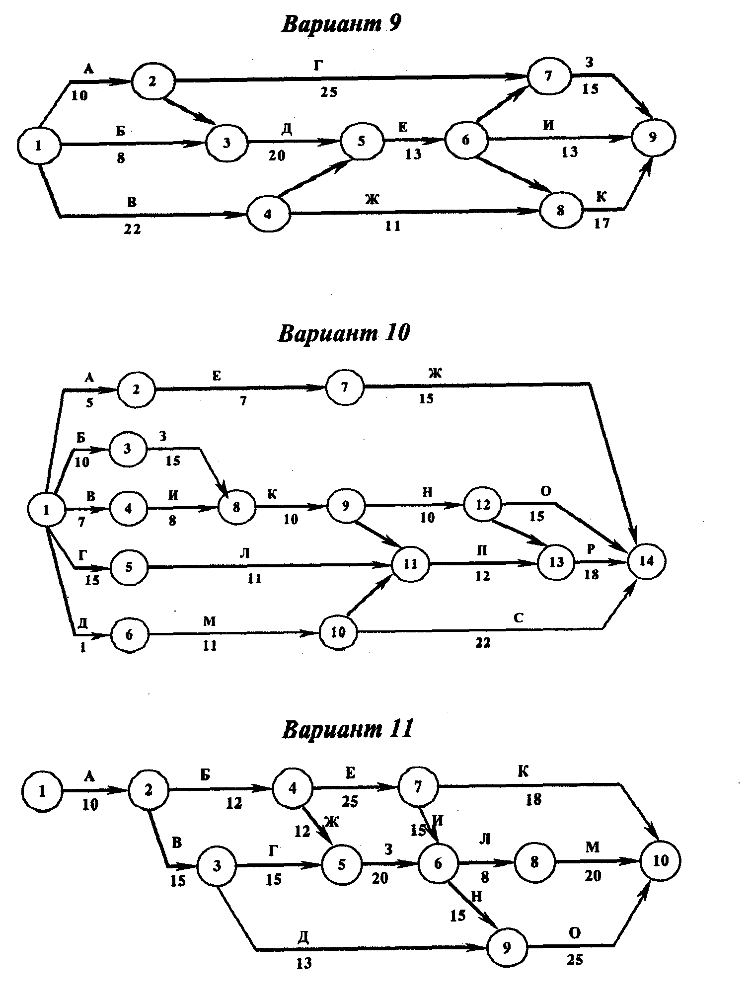 Вариант 9
А Г 7 З
2
10 25 15
Б Д Е И
1 3 5 6 9
8 20 13 13
В Ж К
4 8
22 11 17
Вариант 10
А Е Ж
2 7
5 7 15
Б З
3
10 15
В И К Н О
1 4 8 9 12
7 8 10 10 15
Г Л П Р
5 11 13 14
15 11 12 18
Д М С
6 10
1 11 22
Вариант 11
А Б Е К
1 2 4 7
10 12 25 18
12 Ж 15 И
В Г З Л М
3 5 6 8 10
15 15 20 8 20
Н
15
Д О
9
13 25